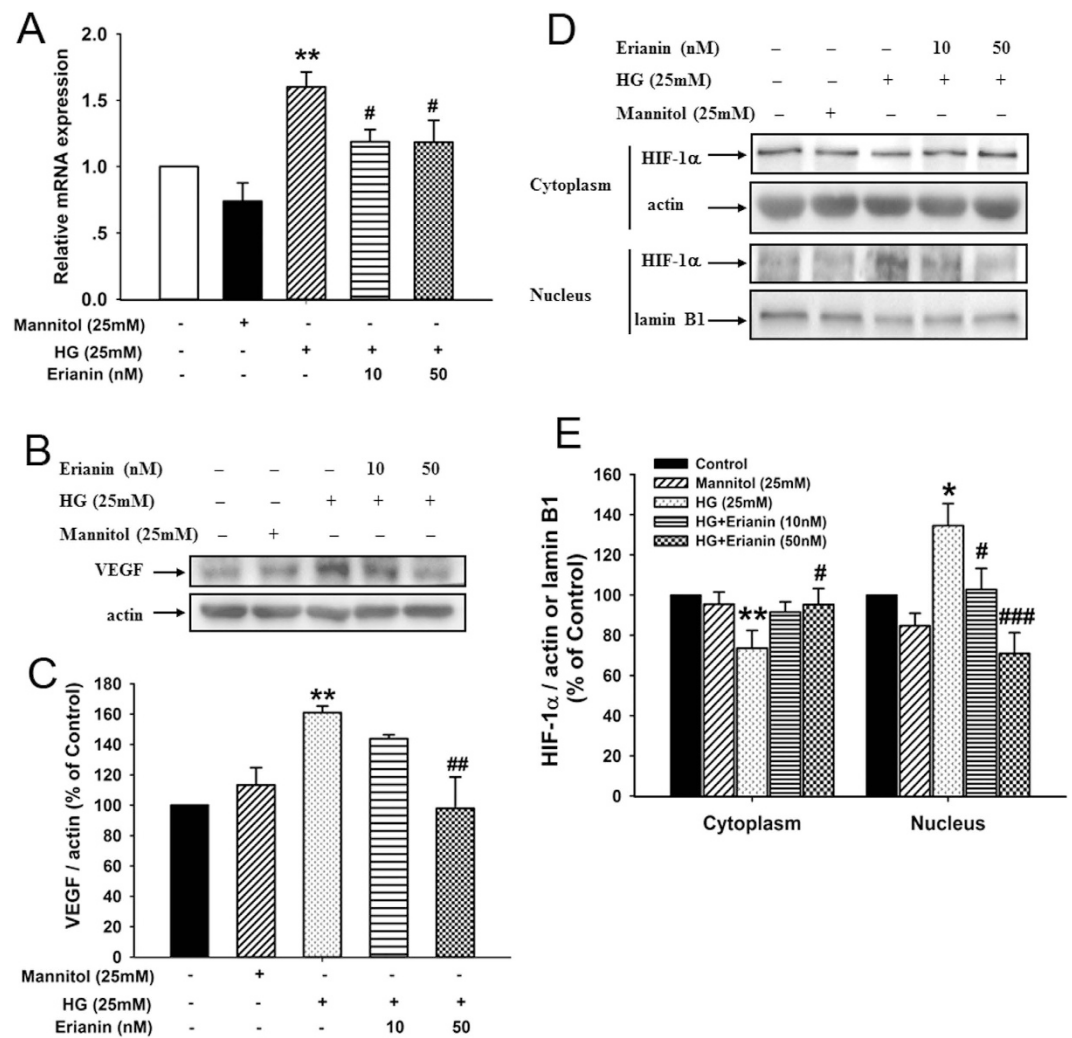 A
2.0
1.5
1.0
.5
0.0
Relative mRNA expression
**
#
#
Mannitol (25mM) - + - - -
HG (25mM) - - + + +
Erianin (nM) - - - 10 50
B
Erianin (nM) – – – 10 50
HG (25mM) – – + + +
Mannitol (25mM) – + – – –
VEGF
actin
C
180
160
140
120
100
80
60
40
20
0
VEGF / actin (% of Control)
**
##
Mannitol (25mM) - + - - -
HG (25mM) - - + + +
Erianin (nM) - - - 10 50
D
Erianin (nM) – – – 10 50
HG (25mM) – – + + +
Mannitol (25mM) – + – – –
Cytoplasm
HIF-1α
actin
Nucleus
HIF-1α
lamin B1
E
160
140
120
100
80
60
40
20
0
HIF-1α / actin or lamin B1
(% of Control)
Control
Mannitol (25mM)
HG (25mM)
HG+Erianin (10nM)
HG+Erianin (50nM)
**
#
*
#
###
Cytoplasm Nucleus